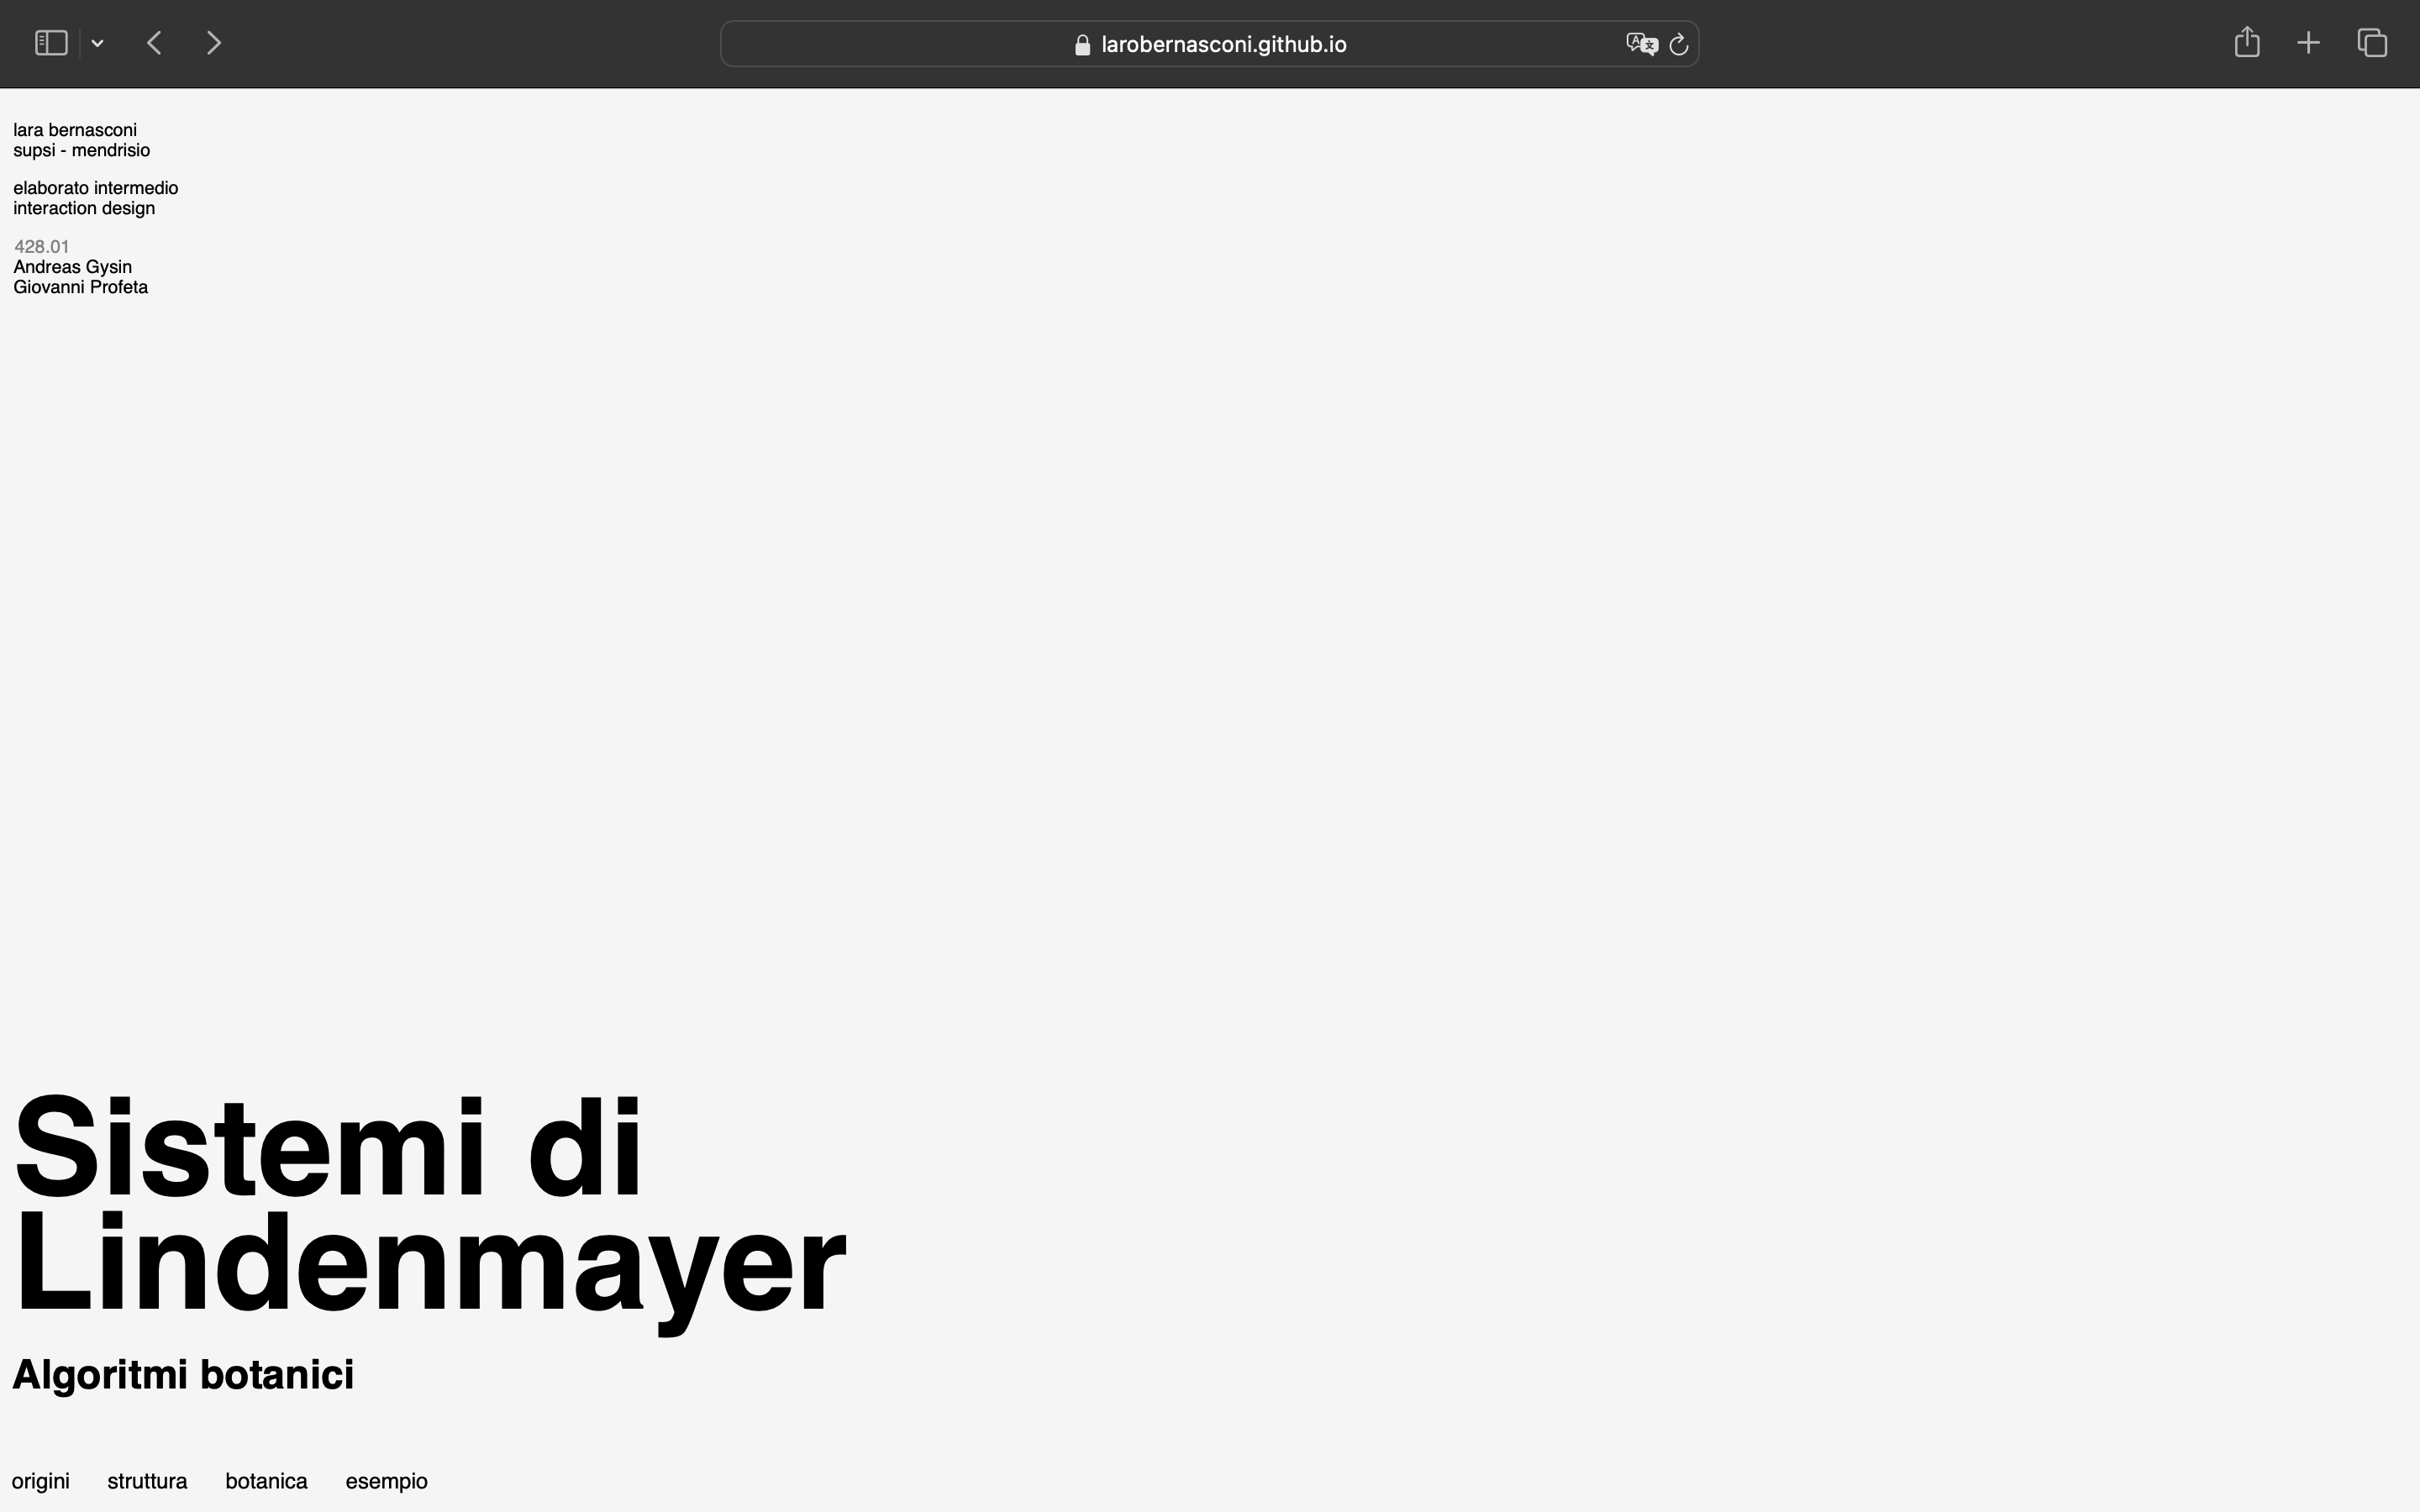 larobernasconi.github.io
lara bernasconi
supsi - mendrisio
elaborato intermedio
interaction design
428.01
Andreas Gysin
Giovanni Profeta
Sistemi di
Lindenmayer
Algoritmi botanici
origini struttura botanica esempio